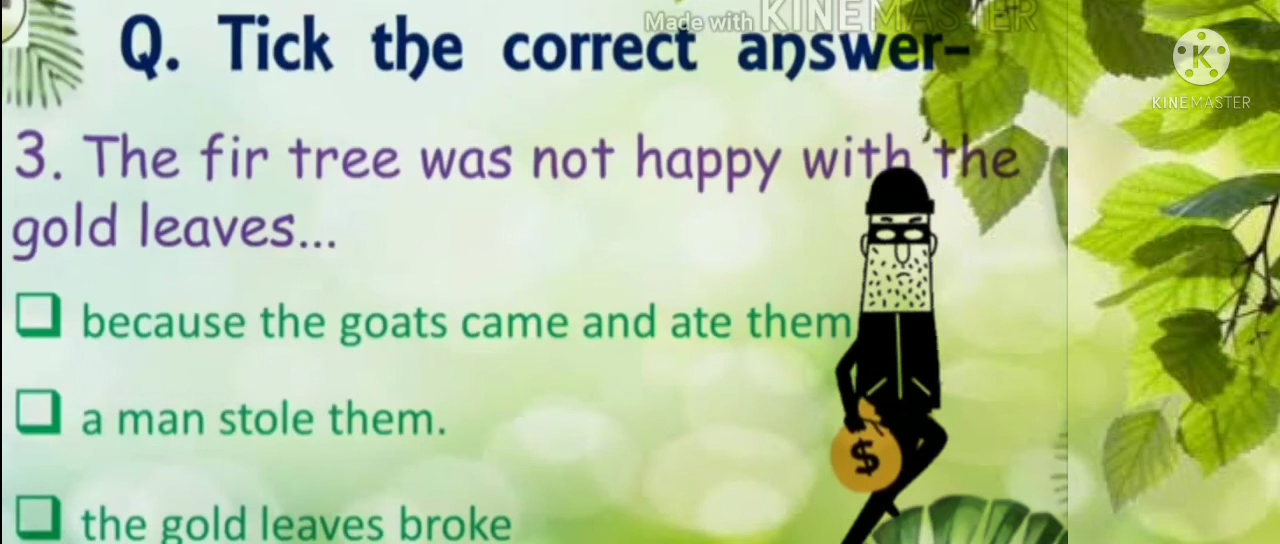 Made with KINEMASTER
Q. Tick the correct answer-
KINEMASTER
3. The fir tree was not happy with the
gold leaves...
because the goats came and ate them
a man stole them.
$
the gold leaves broke